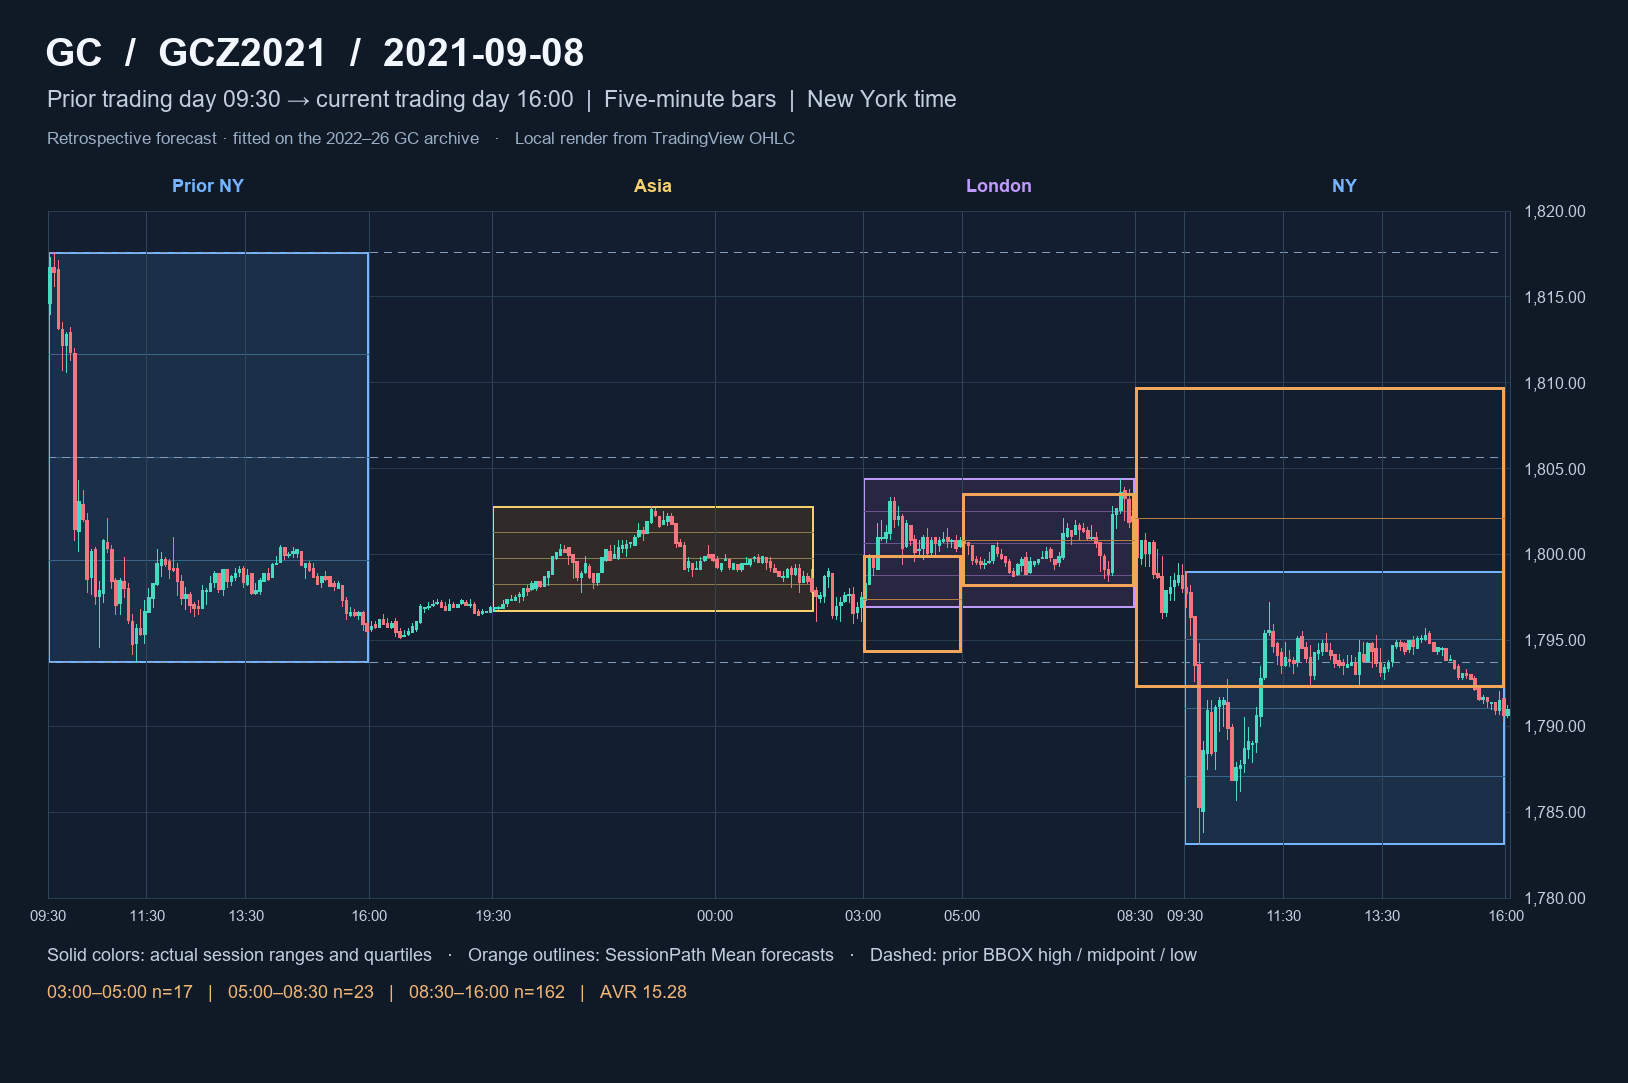 GC / GCZ2021 / 2021-09-08
Prior trading day 09:30 → current trading day 16:00 | Five-minute bars | New York time
Retrospective forecast · fitted on the 2022–26 GC archive · Local render from TradingView OHLC
Prior NY Asia London NY
1,820.00
1,815.00
1,810.00
1,805.00
1,800.00
1,795.00
1,790.00
1,785.00
1,780.00
09:30 11:30 13:30 16:00 19:30 00:00 03:00 05:00 08:30 09:30 11:30 13:30 16:00
Solid colors: actual session ranges and quartiles · Orange outlines: SessionPath Mean forecasts · Dashed: prior BBOX high / midpoint / low
03:00–05:00 n=17 | 05:00–08:30 n=23 | 08:30–16:00 n=162 | AVR 15.28